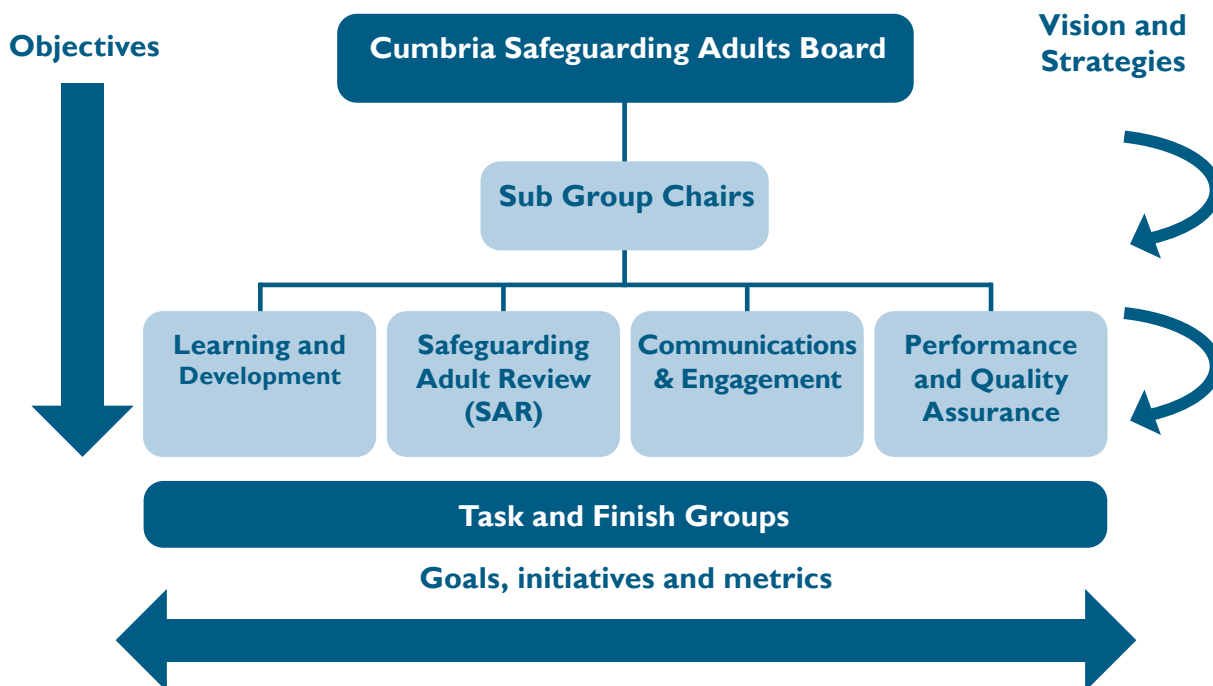 Objectives
Cumbria Safeguarding Adults Board
Vision and
Strategies
Sub Group Chairs
Learning and
Development
Safeguarding
Adult Review
(SAR)
Communications
& Engagement
Performance
and Quality
Assurance
Task and Finish Groups
Goals, initiatives and metrics